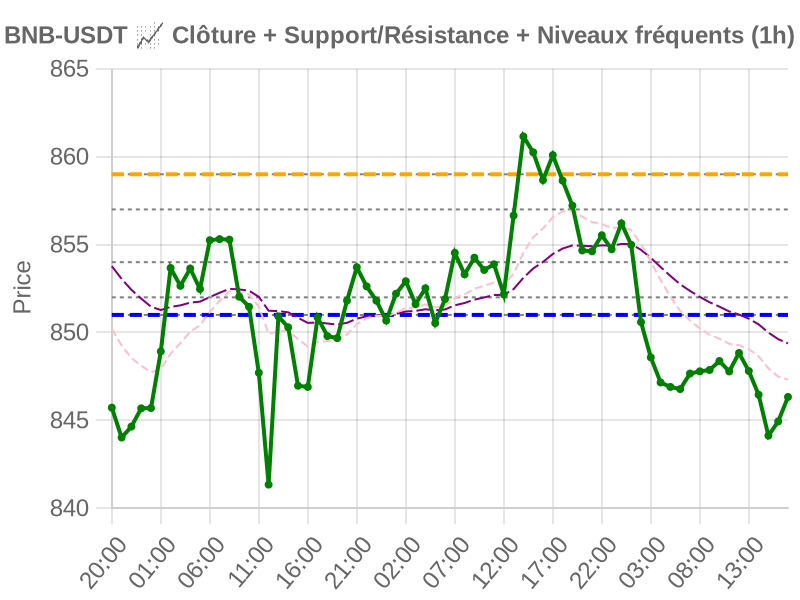 BNB-USDT 📈 Clôture + Support/Résistance + Niveaux fréquents (1h)
865
860
855
850
845
840
Price
20:00 01:00 06:00 11:00 16:00 21:00 02:00 07:00 12:00 17:00 22:00 03:00 08:00 13:00